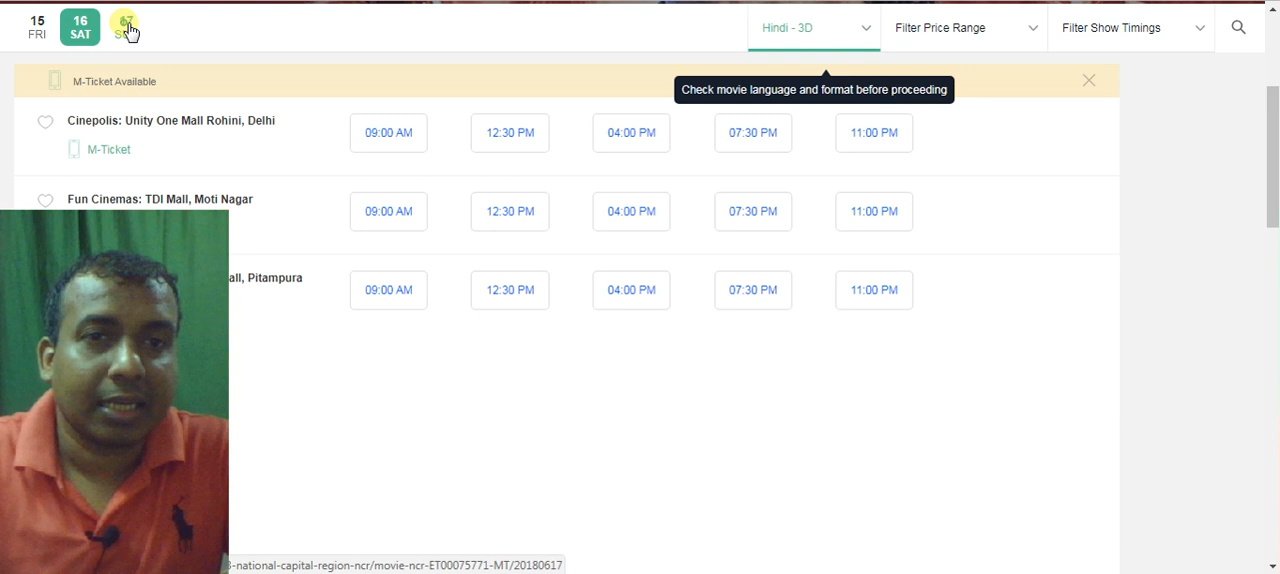 15
FRI
16
SAT
17
Hindi - 3D
Filter Price Range
Filter Show Timings
M-Ticket Available
Check movie language and format before proceeding
Cinepolis: Unity One Mall Rohini, Delhi
09:00 AM
12:30 PM
04:00 PM
07:30 PM
11:00 PM
M-Ticket
Fun Cinemas: TDI Mall, Moti Nagar
09:00 AM
12:30 PM
04:00 PM
07:30 PM
11:00 PM
all, Pitampura
09:00 AM
12:30 PM
04:00 PM
07:30 PM
11:00 PM
-national-capital-region-ncr/movie-ncr-ET00075771-MT/20180617